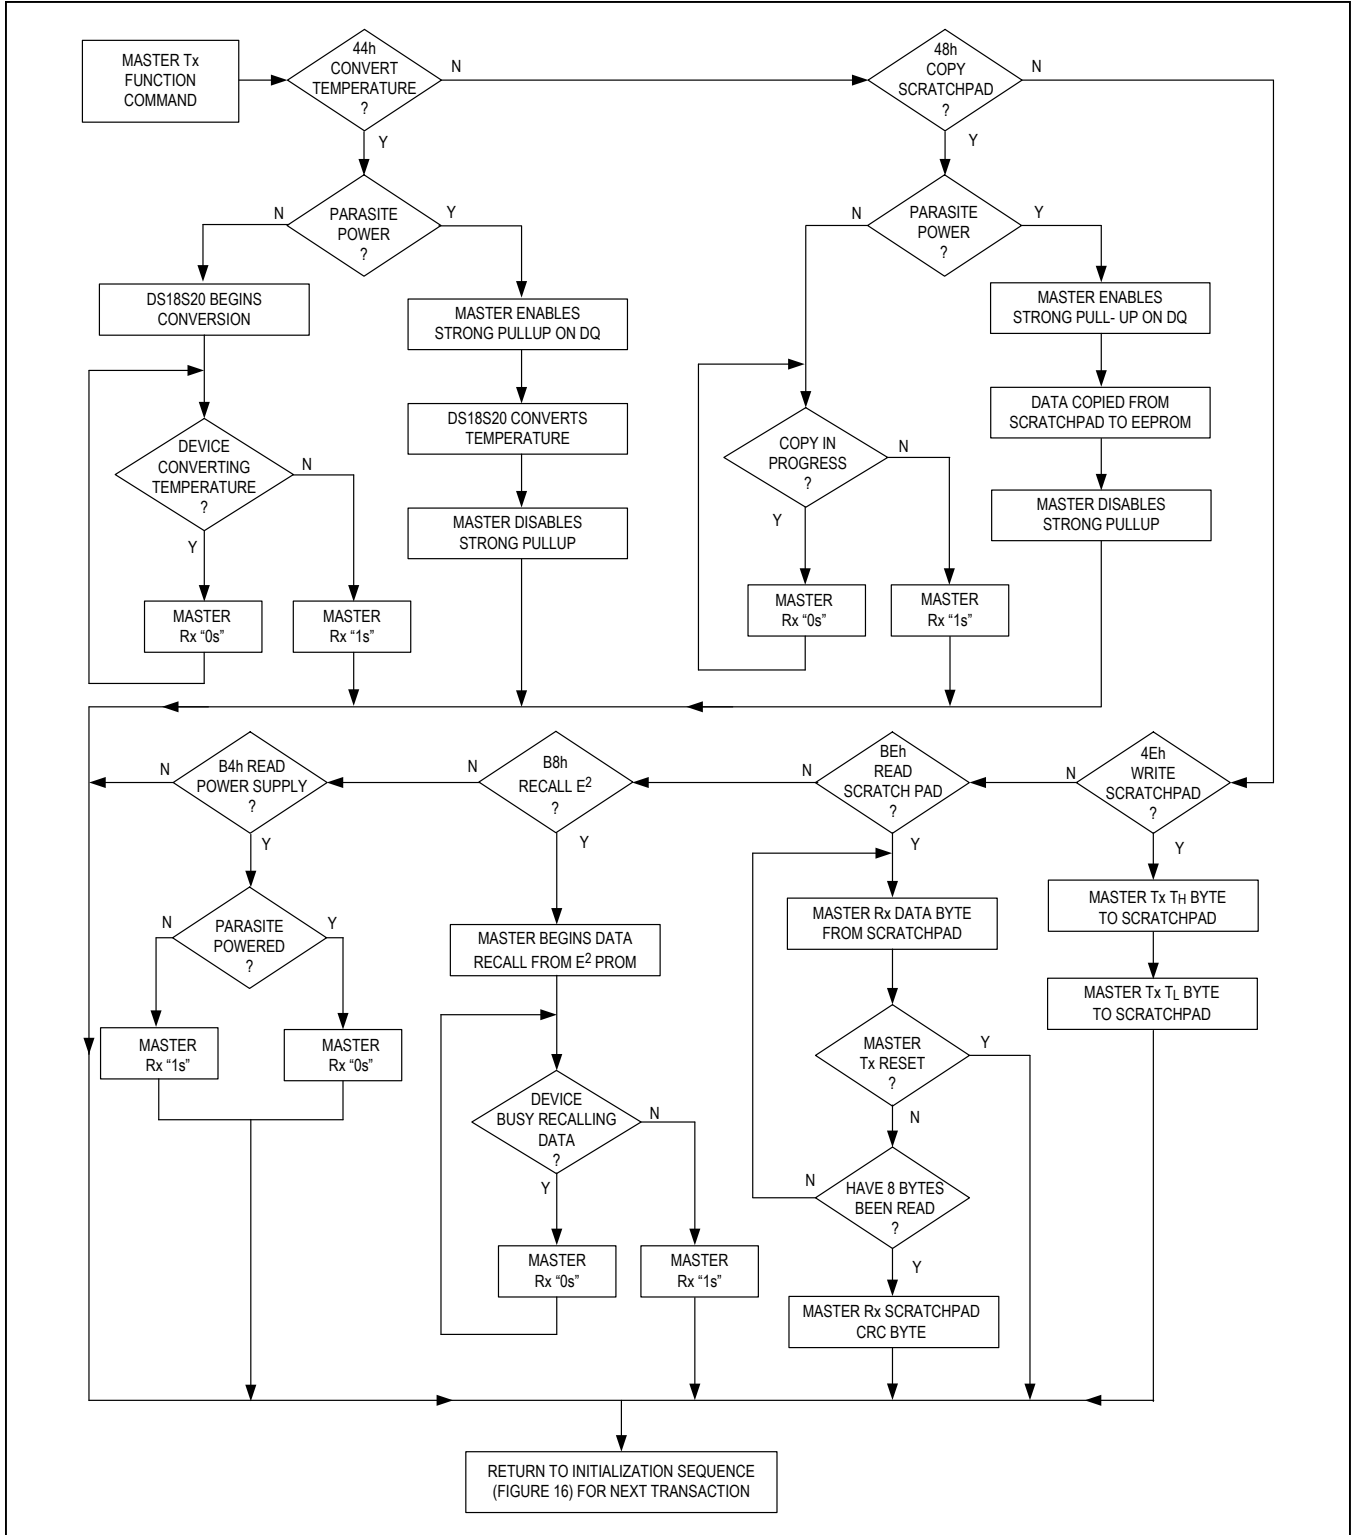 MASTER Tx
FUNCTION
COMMAND
44h
CONVERT
TEMPERATURE
?
N
Y
48h
COPY
SCRATCHPAD
?
N
Y
PARASITE
POWER
?
N
Y
DS18S20 BEGINS
CONVERSION
MASTER ENABLES
STRONG PULLUP ON DQ
DEVICE
CONVERTING
TEMPERATURE
?
N
Y
DS18S20 CONVERTS
TEMPERATURE
MASTER DISABLES
STRONG PULLUP
MASTER
Rx “0s”
MASTER
Rx “1s”
PARASITE
POWER
?
N
Y
MASTER ENABLES
STRONG PULL- UP ON DQ
COPY IN
PROGRESS
?
N
Y
DATA COPIED FROM
SCRATCHPAD TO EEPROM
MASTER DISABLES
STRONG PULLUP
MASTER
Rx “0s”
MASTER
Rx “1s”
B4h READ
POWER SUPPLY
?
N
Y
B8h
RECALL E2
?
N
Y
BEh
READ
SCRATCH PAD
?
N
Y
4Eh
WRITE
SCRATCHPAD
?
N
Y
PARASITE
POWERED
?
N
Y
MASTER
Rx “1s”
MASTER
Rx “0s”
MASTER BEGINS DATA
RECALL FROM E2 PROM
DEVICE
BUSY RECALLING
DATA
?
N
Y
MASTER
Rx “0s”
MASTER
Rx “1s”
MASTER Rx DATA BYTE
FROM SCRATCHPAD
MASTER
Tx RESET
?
Y
N
HAVE 8 BYTES
BEEN READ
?
N
Y
MASTER Rx SCRATCHPAD
CRC BYTE
MASTER Tx TH BYTE
TO SCRATCHPAD
MASTER Tx TL BYTE
TO SCRATCHPAD
RETURN TO INITIALIZATION SEQUENCE
(FIGURE 16) FOR NEXT TRANSACTION